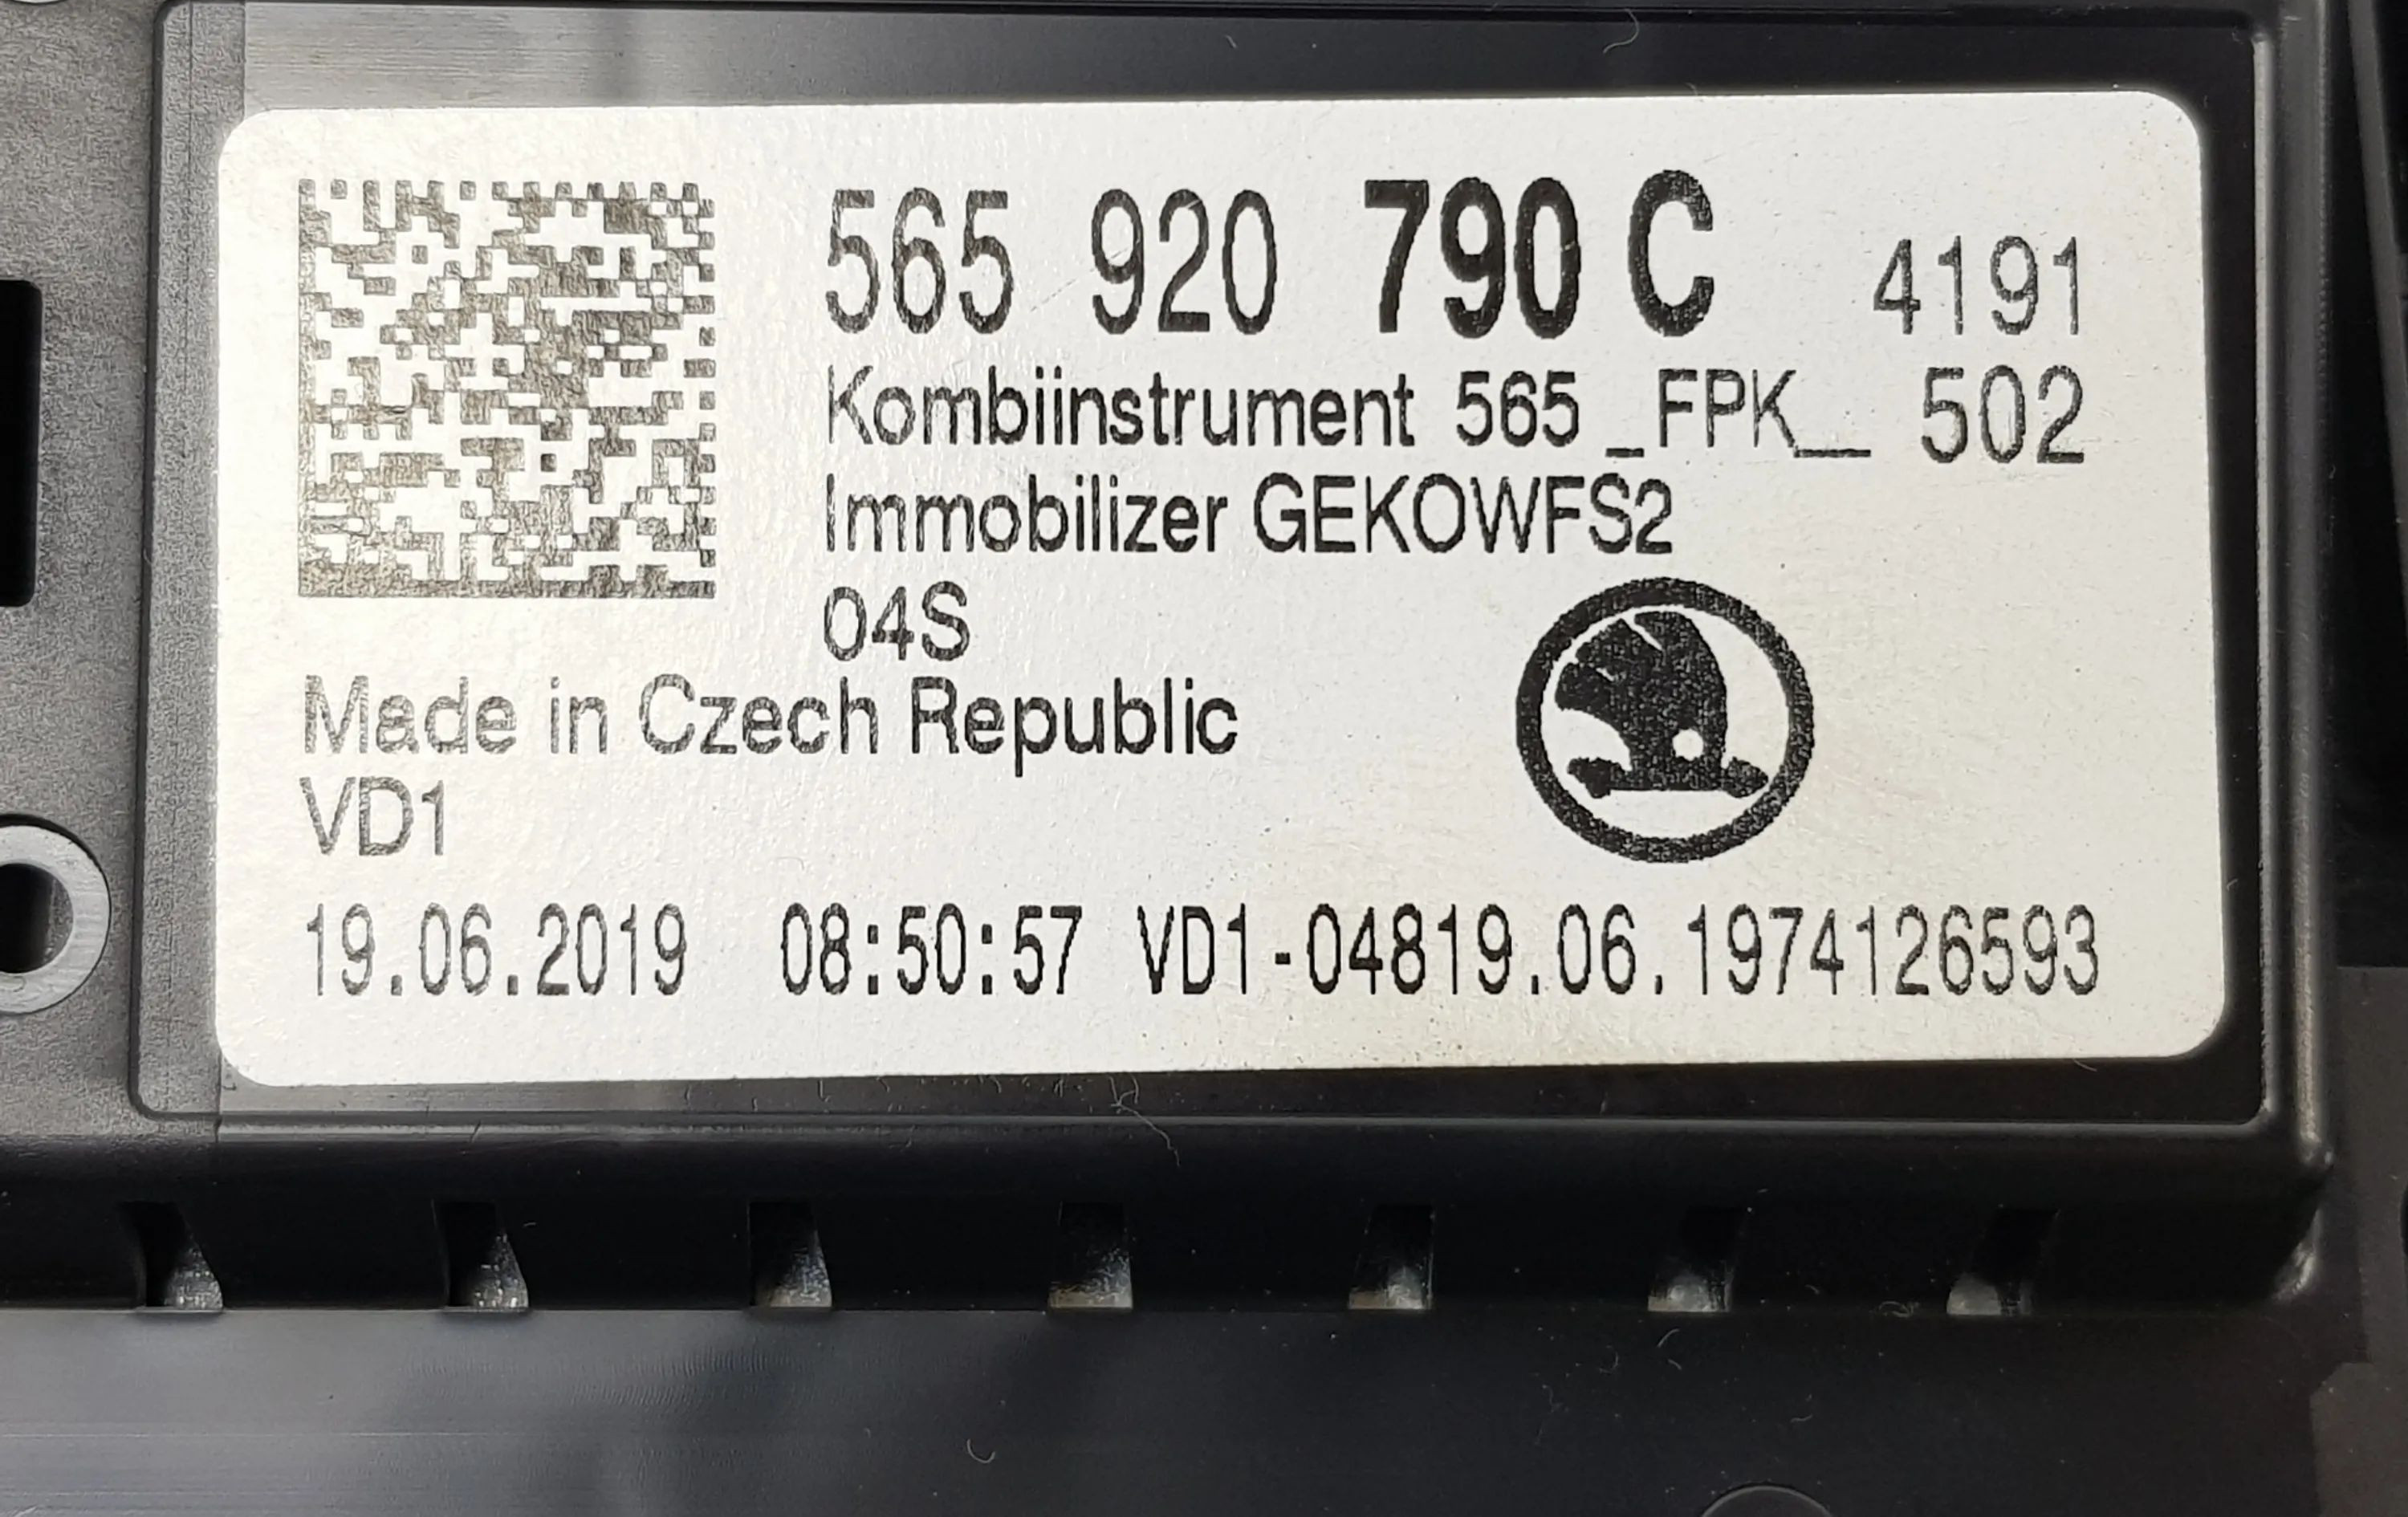 565 920 790 C 4191
Kombiinstrument 565 _FPK__ 502
Immobilizer GEKOWFS2
04S
Made in Czech Republic
VD1
19.06.2019 08:50:57 VD1-04819.06.1974126593